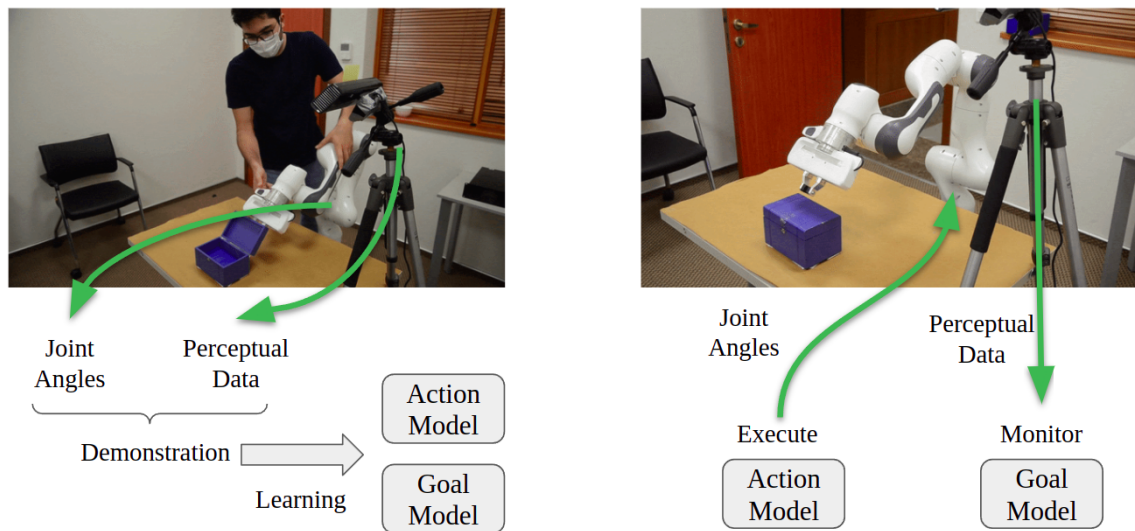 Joint
Angles
Perceptual
Data
Demonstration
Learning
Action
Model
Goal
Model
Joint
Angles
Perceptual
Data
Execute
Action
Model
Monitor
Goal
Model